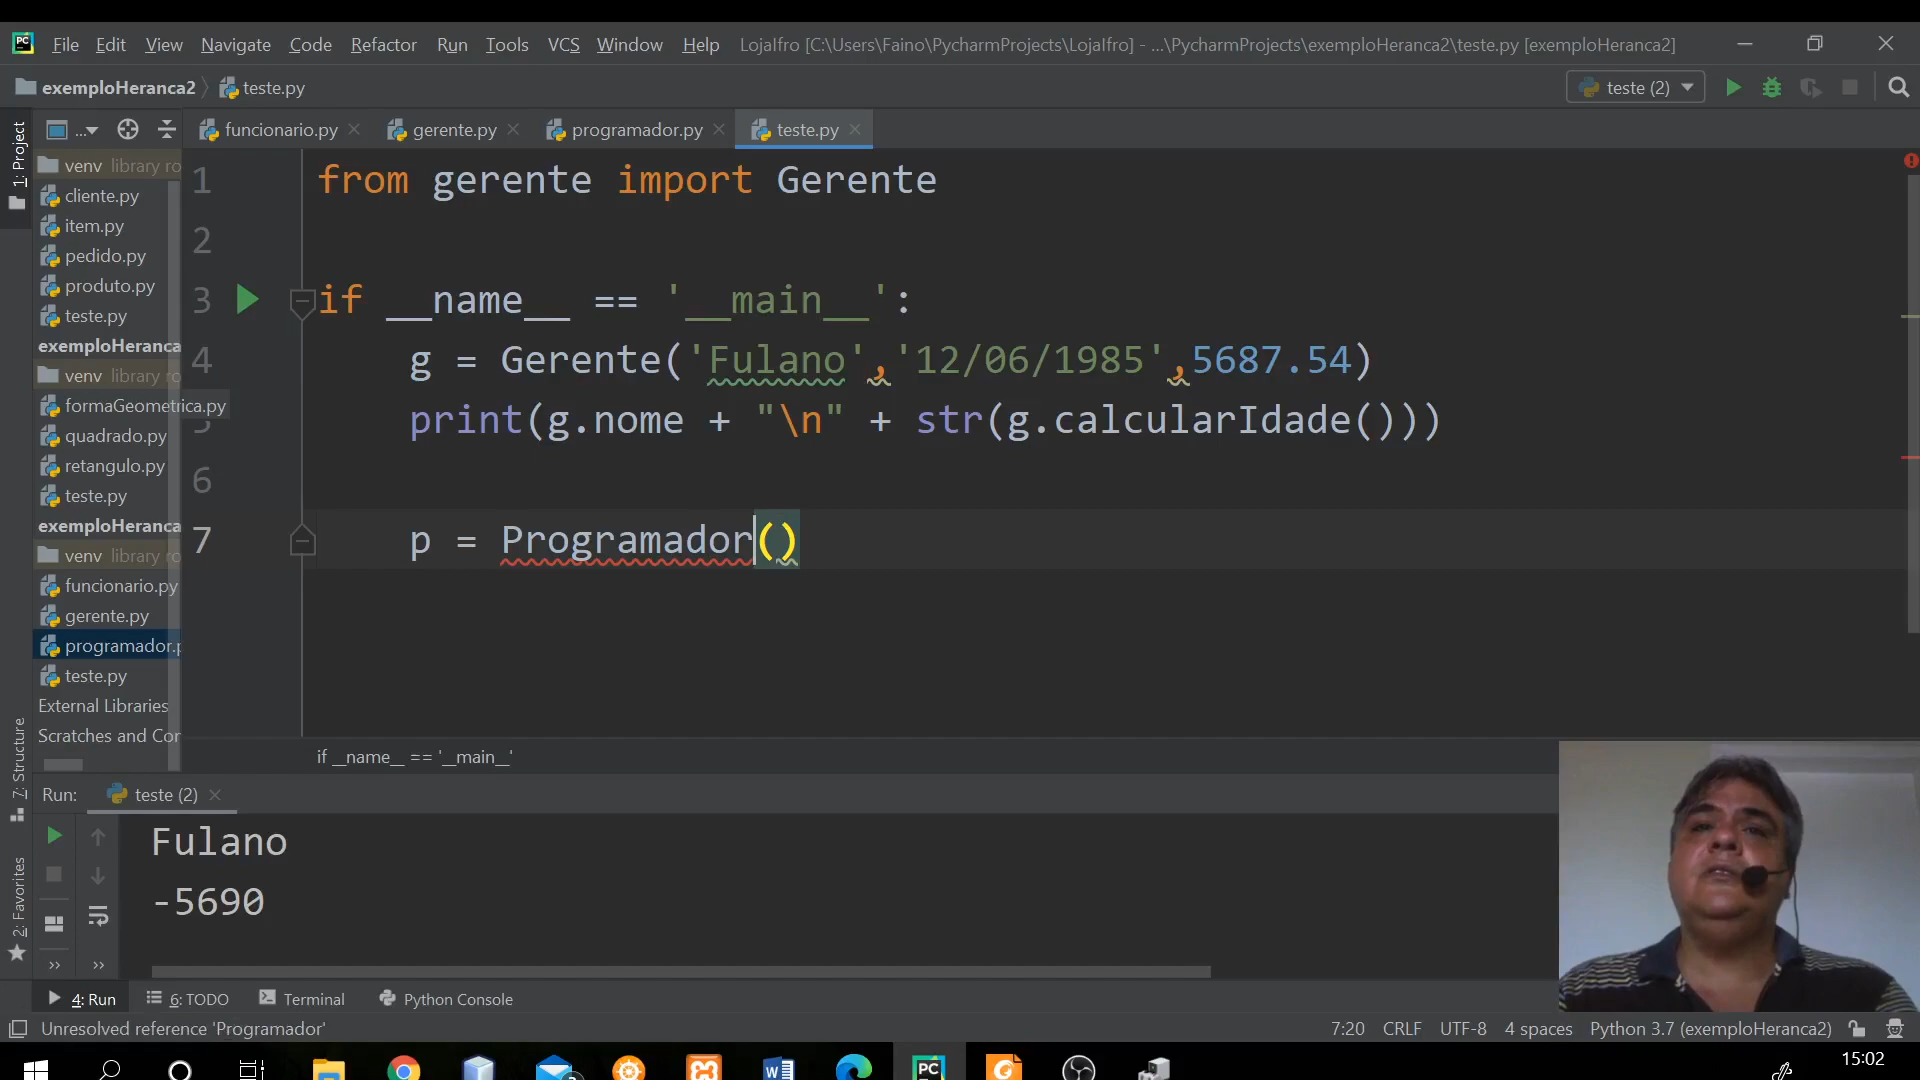 File Edit View Navigate Code Refactor Run Tools VCS Window Help LojaIfro [C:\Users\Faino\PycharmProjects\LojaIfro] - ...\PycharmProjects\exemploHeranca2\teste.py [exemploHeranca2]
exemploHeranca2 teste.py teste (2)
... funcionario.py gerente.py programador.py teste.py
1: Project
venv library ro
cliente.py
item.py
pedido.py
produto.py
teste.py
exemploHeranca
venv library ro
formaGeometrica.py
quadrado.py
retangulo.py
teste.py
exemploHeranca
venv library ro
funcionario.py
gerente.py
programador.p
teste.py
External Libraries
Scratches and Cor
7: Structure
2: Favorites
1 from gerente import Gerente
2
3 if __name__ == '__main__':
4 g = Gerente('Fulano','12/06/1985',5687.54)
5 print(g.nome + "\n" + str(g.calcularIdade()))
6
7 p = Programador()
if __name__ == '__main__'
Run: teste (2)
Fulano
-5690
4: Run 6: TODO Terminal Python Console
Unresolved reference 'Programador' 7:20 CRLF UTF-8 4 spaces Python 3.7 (exemploHeranca2)
PC
15:02